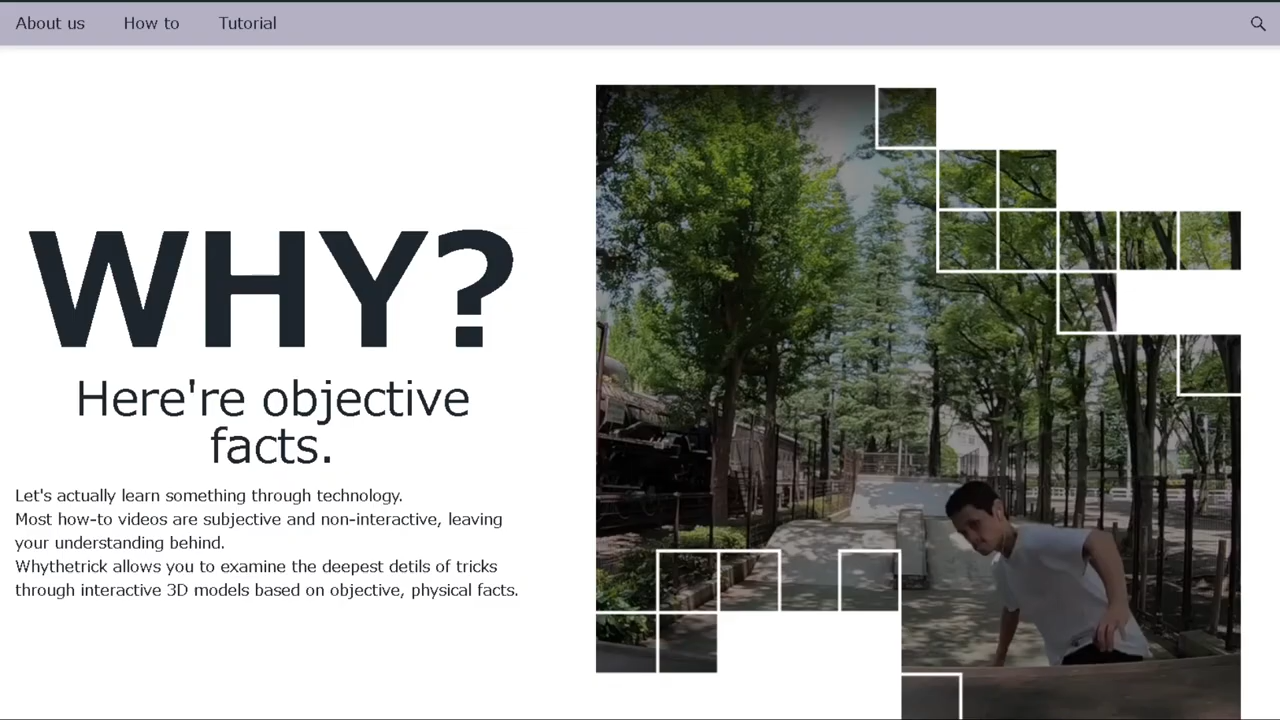 About us How to Tutorial
WHY?
Here're objective
facts.
Let's actually learn something through technology.
Most how-to videos are subjective and non-interactive, leaving
your understanding behind.
Whythetrick allows you to examine the deepest detils of tricks
through interactive 3D models based on objective, physical facts.